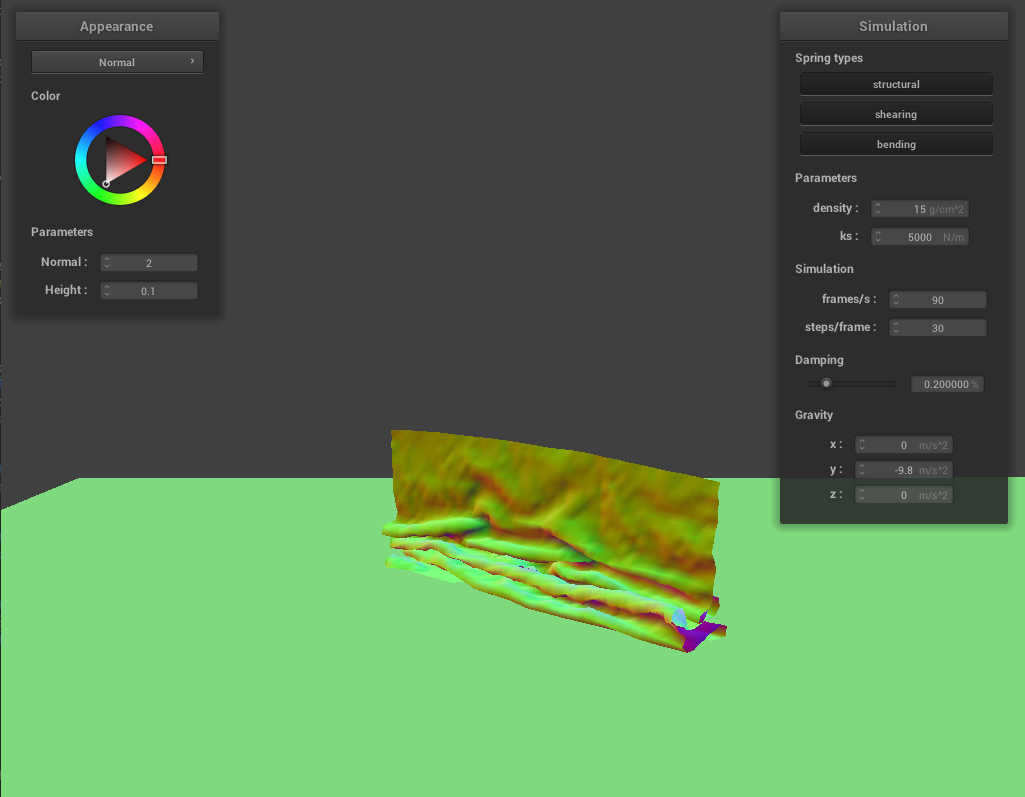 Appearance
Normal
Color
Parameters
Normal : 2
Height : 0.1
Simulation
Spring types
structural
shearing
bending
Parameters
density : 15 g/cm^2
ks : 5000 N/m
Simulation
frames/s : 90
steps/frame : 30
Damping
0.200000 %
Gravity
x : 0 m/s^2
y : -9.8 m/s^2
z : 0 m/s^2